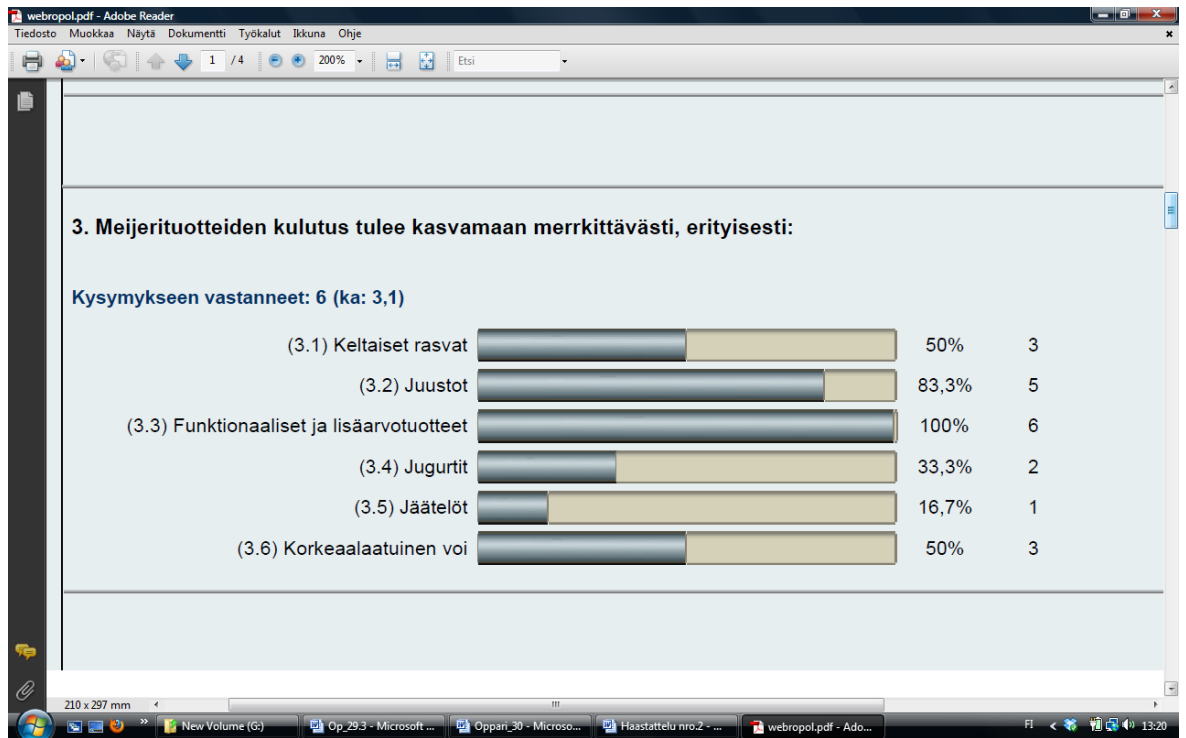 webropol.pdf - Adobe Reader
Tiedosto Muokkaa Näytä Dokumentti Työkalut Ikkuna Ohje
1 / 4 200% Etsi
3. Meijerituotteiden kulutus tulee kasvamaan merrkittävästi, erityisesti:
Kysymykseen vastanneet: 6 (ka: 3,1)
(3.1) Keltaiset rasvat 50% 3
(3.2) Juustot 83,3% 5
(3.3) Funktionaaliset ja lisäarvotuotteet 100% 6
(3.4) Jugurtit 33,3% 2
(3.5) Jäätelöt 16,7% 1
(3.6) Korkeaalaatuinen voi 50% 3
210 x 297 mm
New Volume (G:) Op_29.3 - Microsoft ... Oppari_30 - Microso... Haastattelu nro.2 - ... webropol.pdf - Ado... FI 13:20